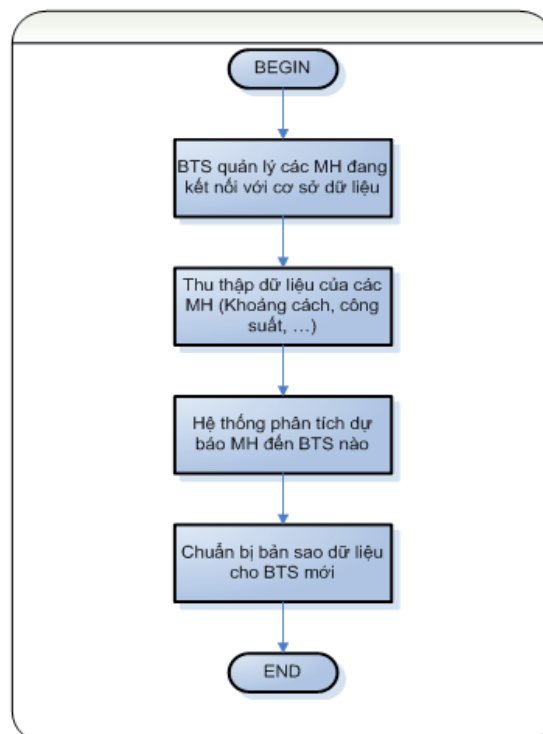 BEGIN
BTS quản lý các MH đang
kết nối với cơ sở dữ liệu
Thu thập dữ liệu của các
MH (Khoảng cách, công
suất, ...)
Hệ thống phân tích dự
báo MH đến BTS nào
Chuẩn bị bản sao dữ liệu
cho BTS mới
END